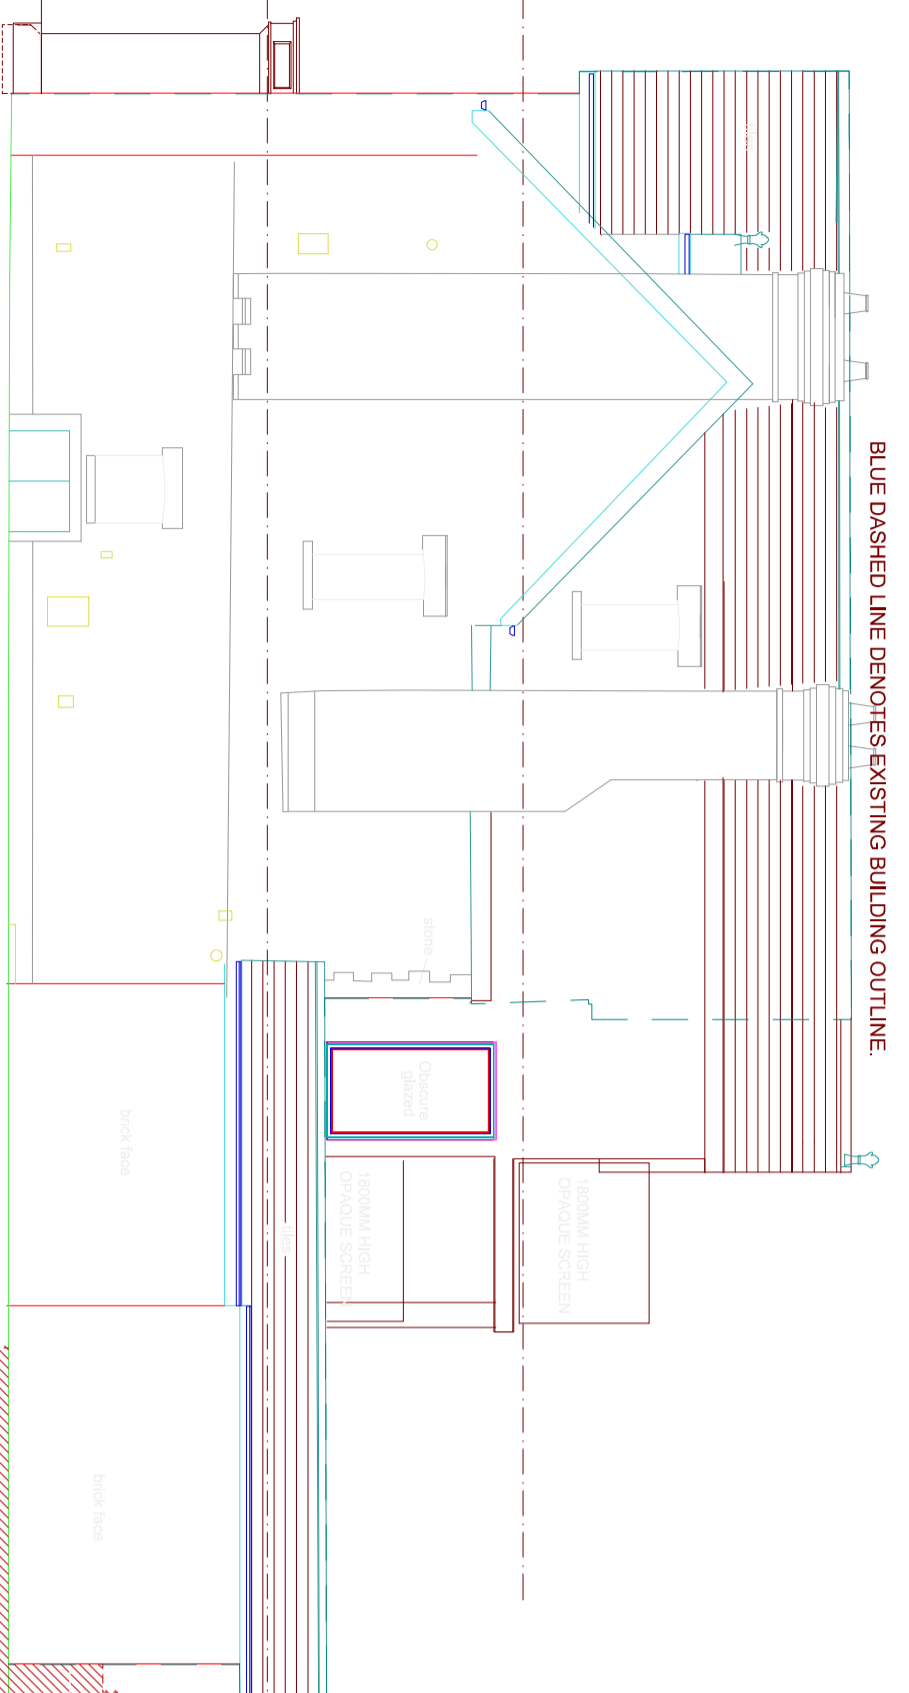 BLUE DASHED LINE DENOTES EXISTING BUILDING OUTLINE.
tiles
stone
Obscure
glazed
1800MM HIGH
OPAQUE SCREEN
1800MM HIGH
OPAQUE SCREEN
tiles
brick face
brick face